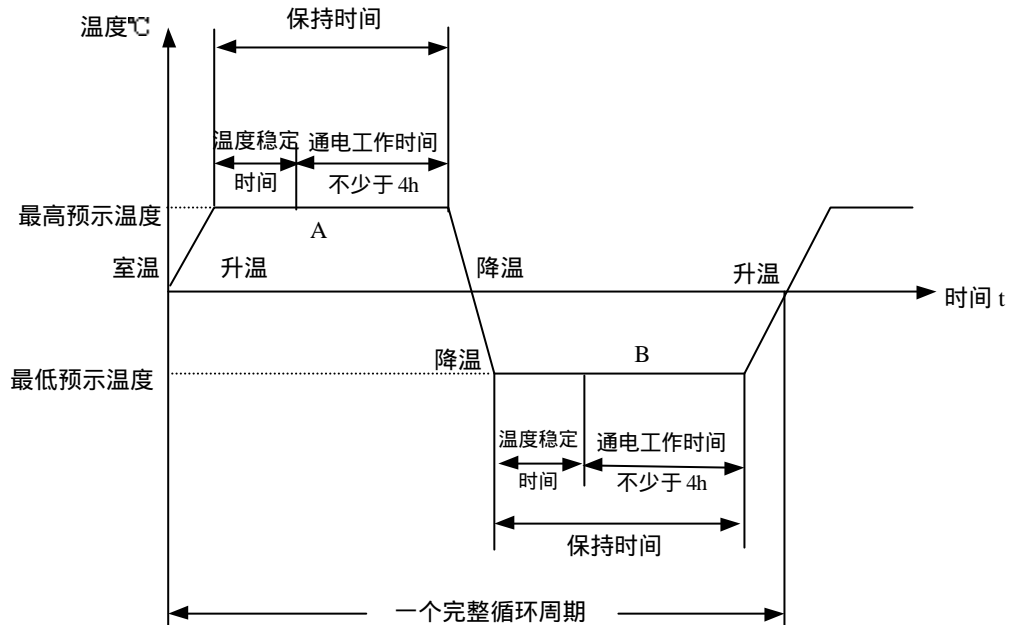 温度℃
保持时间
温度稳定
时间
通电工作时间
不少于 4h
最高预示温度
A
室温
升温
降温
升温
时间 t
降温
B
最低预示温度
温度稳定
时间
通电工作时间
不少于 4h
保持时间
一个完整循环周期